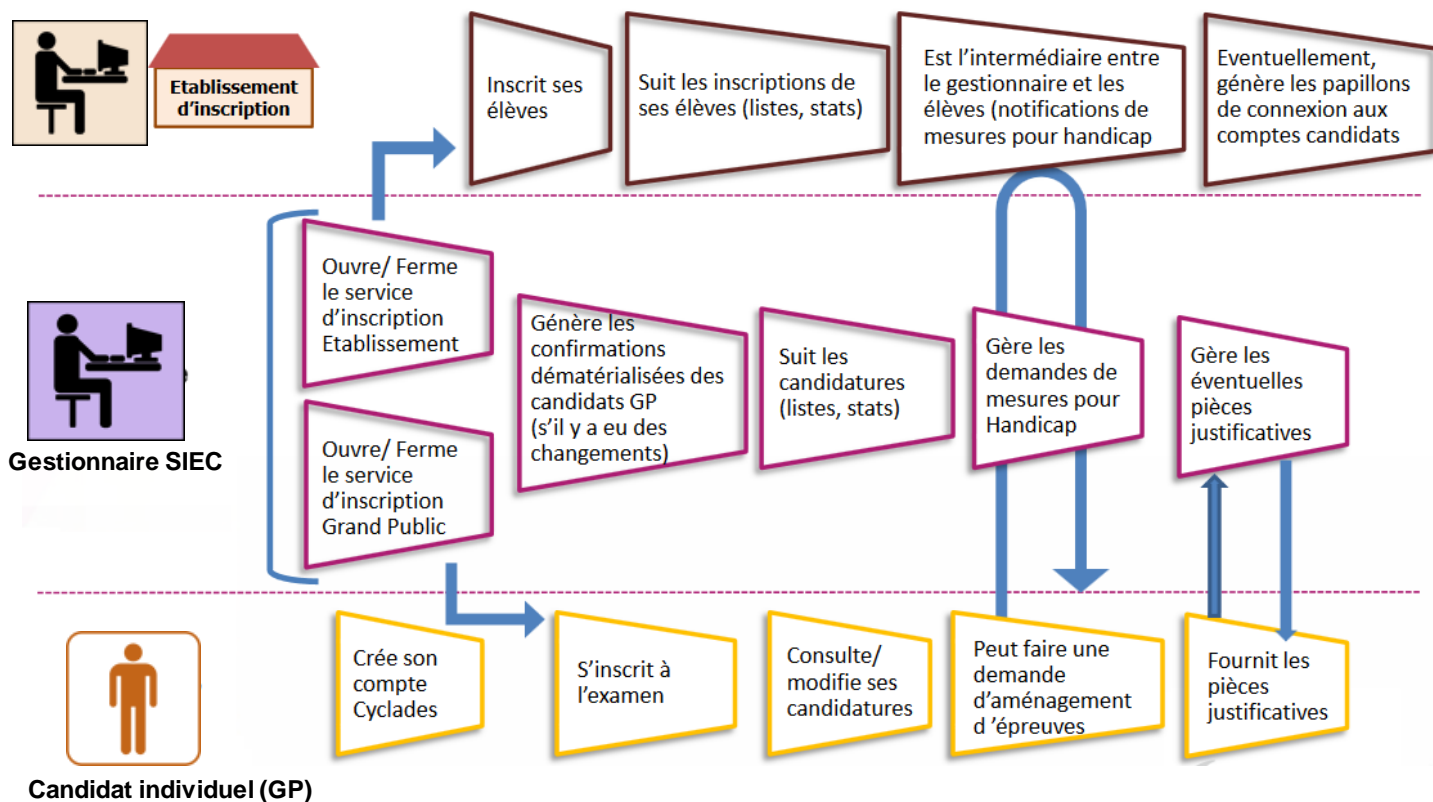 Etablissement
d'inscription
Inscrit ses
élèves
Suit les inscriptions de
ses élèves (listes, stats)
Est l'intermédiaire entre
le gestionnaire et les
élèves (notifications de
mesures pour handicap
Eventuellement,
génère les papillons
de connexion aux
comptes candidats
Gestionnaire SIEC
Ouvre/ Ferme
le service
d'inscription
Etablissement
Ouvre/ Ferme
le service
d'inscription
Grand Public
Génère les
confirmations
dématérialisées des
candidats GP
(s'il y a eu des
changements)
Suit les
candidatures
(listes, stats)
Gère les
demandes de
mesures pour
Handicap
Gère les
éventuelles
pièces
justificatives
Candidat individuel (GP)
Crée son
compte
Cyclades
S'inscrit à
l'examen
Consulte/
modifie ses
candidatures
Peut faire une
demande
d'aménagement
d 'épreuves
Fournit les
pièces
justificatives